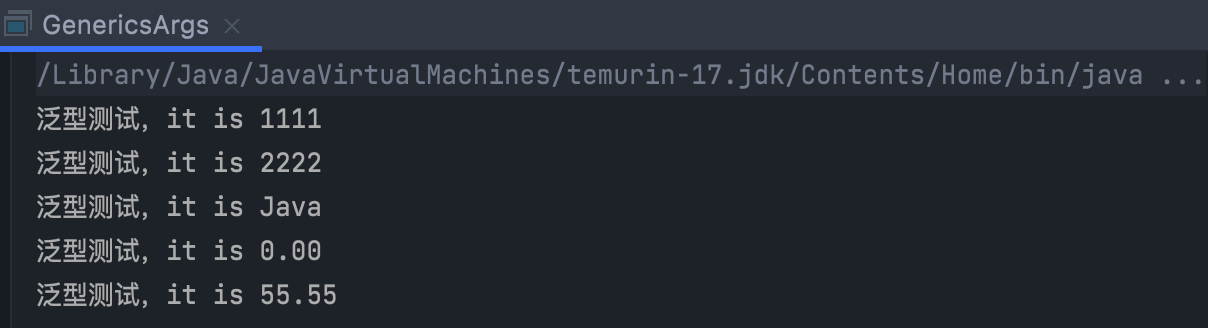 GenericsArgs
/Library/Java/JavaVirtualMachines/temurin-17.jdk/Contents/Home/bin/java ...
泛型测试，it is 1111
泛型测试，it is 2222
泛型测试，it is Java
泛型测试，it is 0.00
泛型测试，it is 55.55